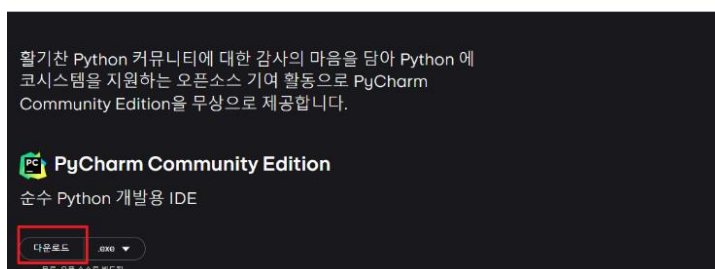 활기찬 Python 커뮤니티에 대한 감사의 마음을 담아 Python 에
코시스템을 지원하는 오픈소스 기여 활동으로 PyCharm
Community Edition을 무상으로 제공합니다.
PC PyCharm Community Edition
순수 Python 개발용 IDE
다운로드 .exe